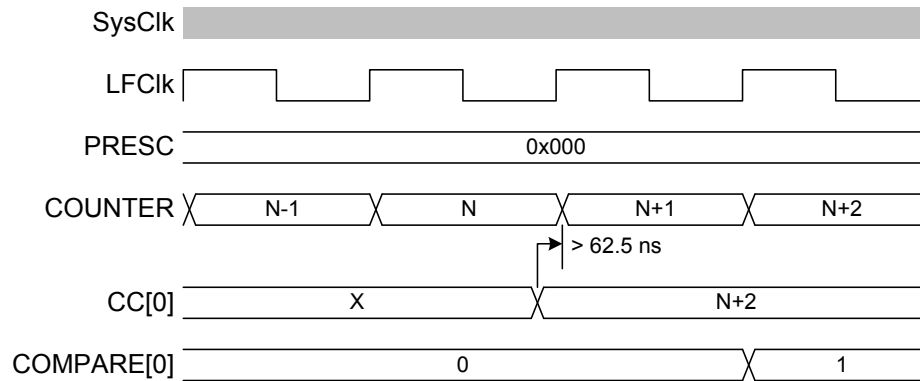 SysClk
LFClk
PRESC 0x000
COUNTER N-1 N N+1 N+2
> 62.5 ns
CC[0] X N+2
COMPARE[0] 0 1